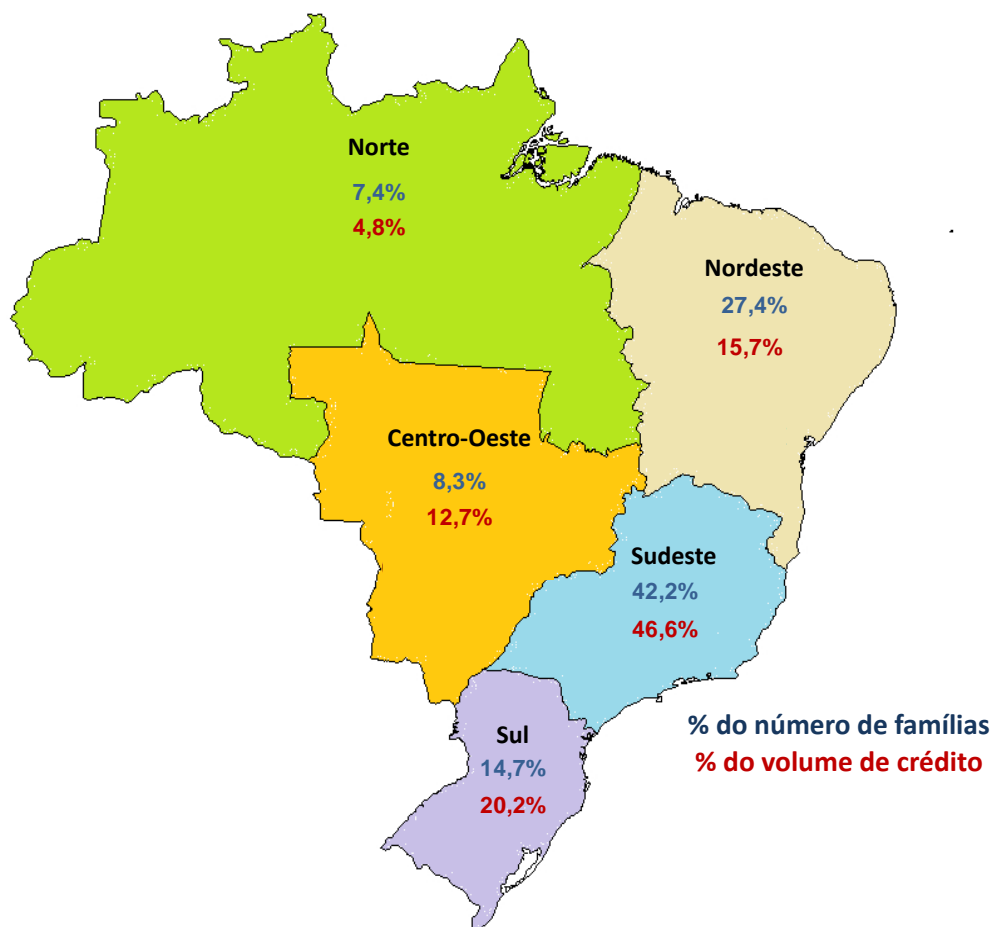 Norte
7,4%
4,8%
Nordeste
27,4%
15,7%
Centro-Oeste
8,3%
12,7%
Sudeste
42,2%
46,6%
Sul
14,7%
20,2%
% do número de famílias
% do volume de crédito